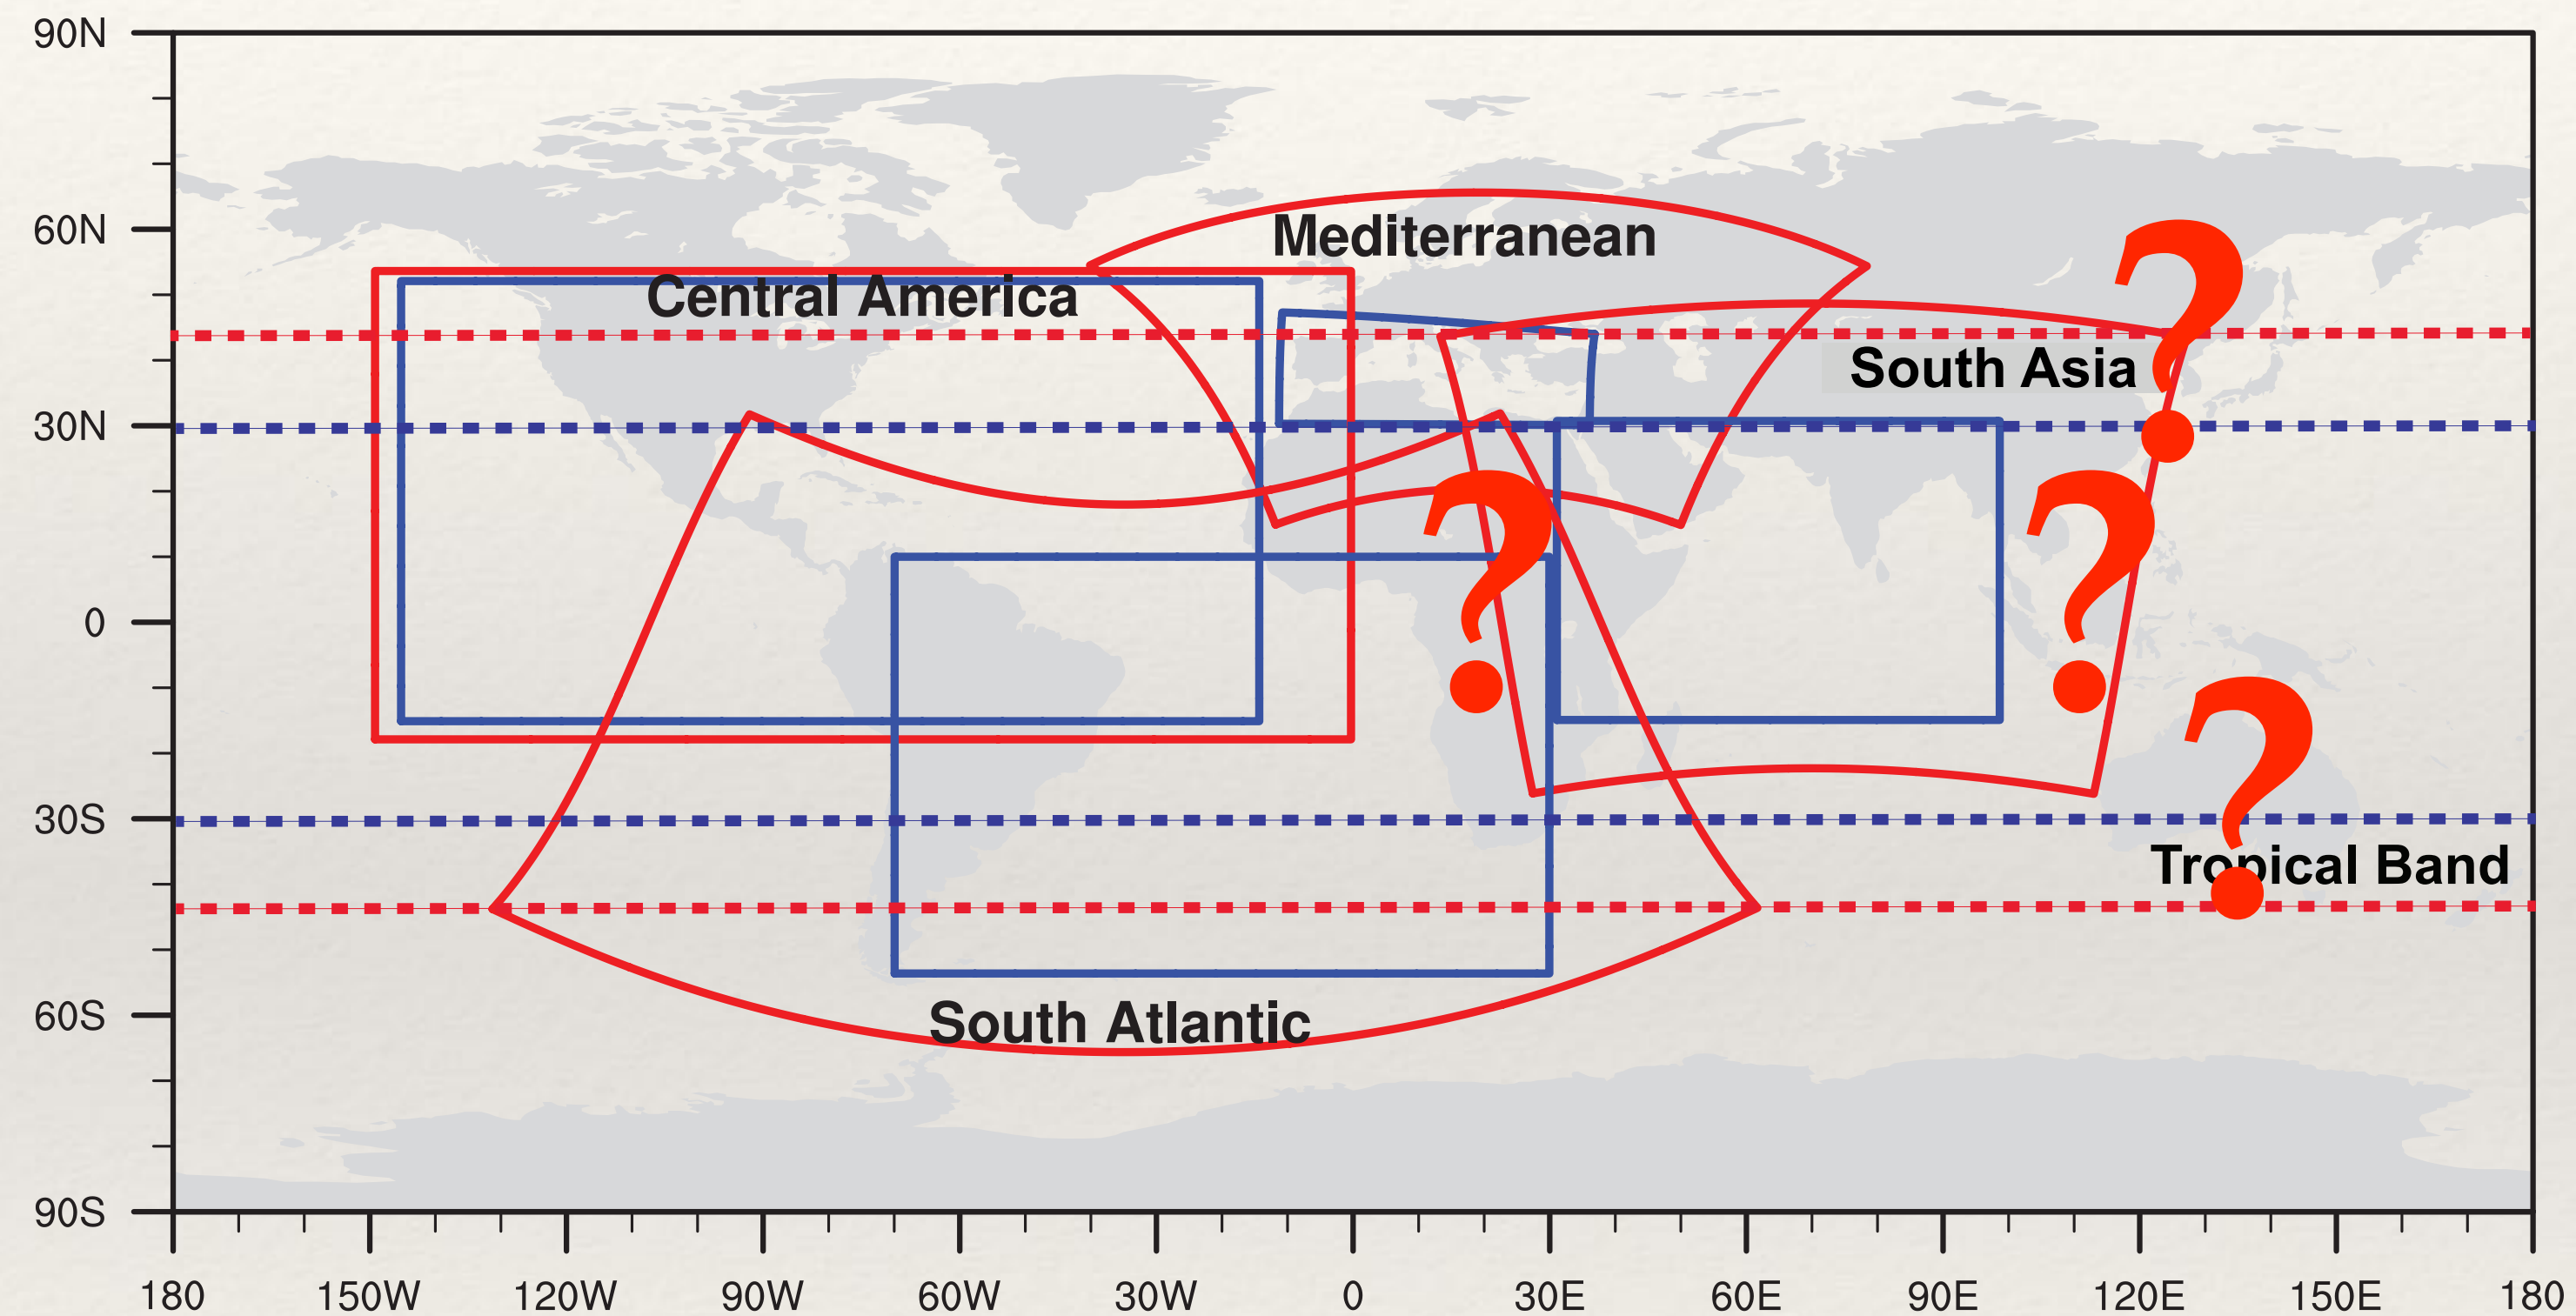 90N
60N
30N
0
30S
60S
90S
Mediterranean
Central America
South Asia
?
?
?
?
Tropical Band
South Atlantic
180 150W 120W 90W 60W 30W 0 30E 60E 90E 120E 150E 180